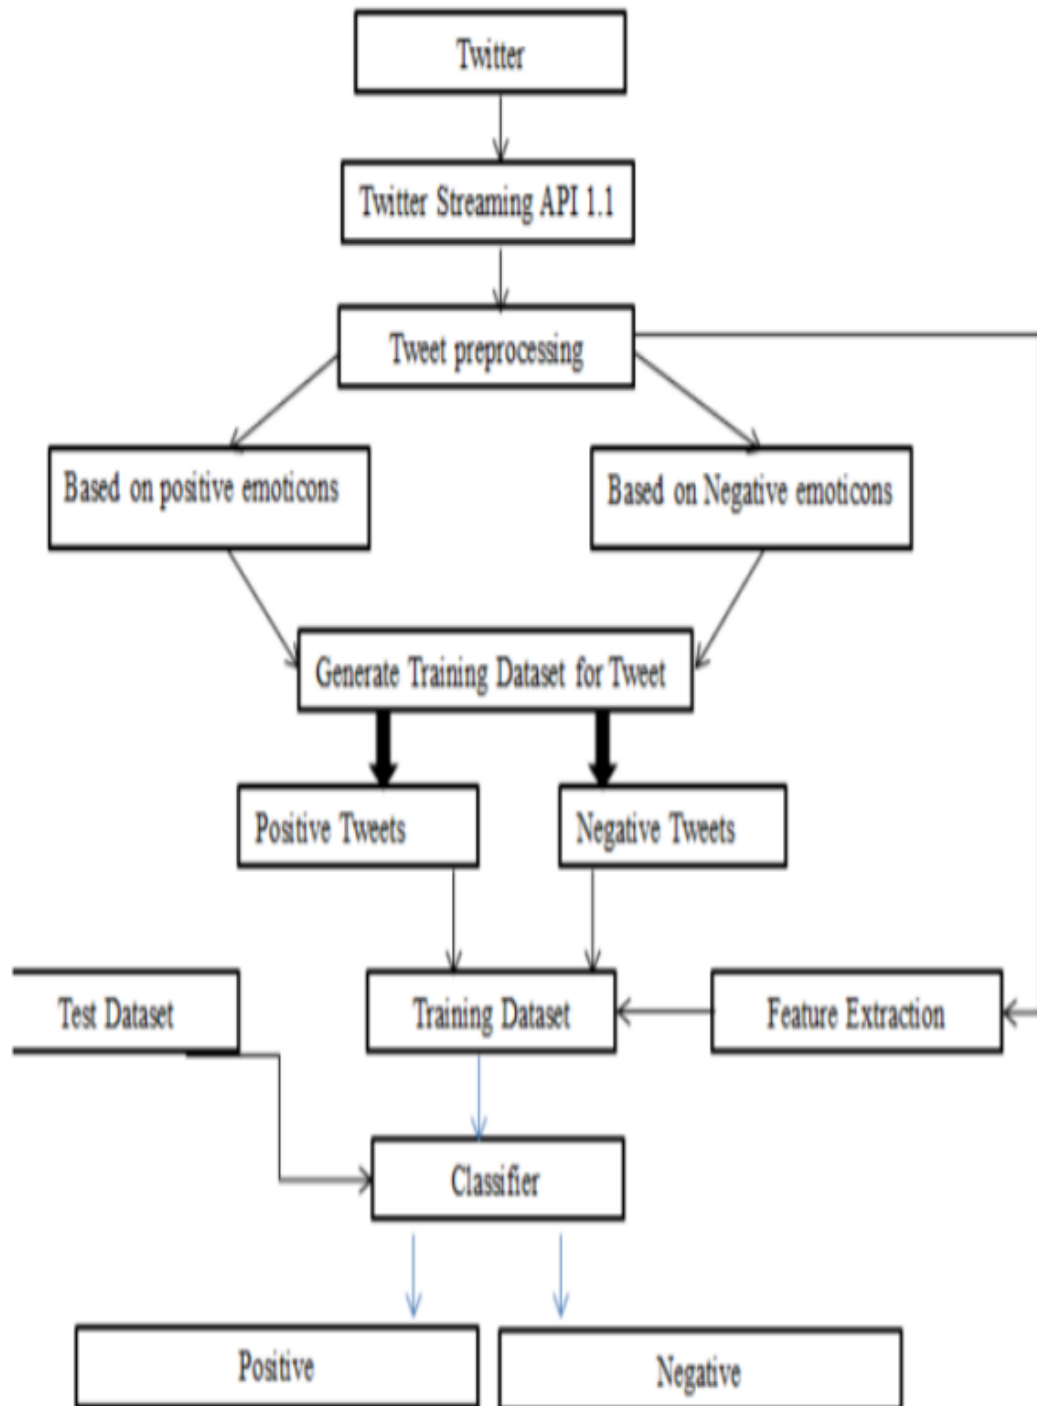 Twitter
Twitter Streaming API 1.1
Tweet preprocessing
Based on positive emoticons
Based on Negative emoticons
Generate Training Dataset for Tweet
Positive Tweets
Negative Tweets
Test Dataset
Training Dataset
Feature Extraction
Classifier
Positive
Negative